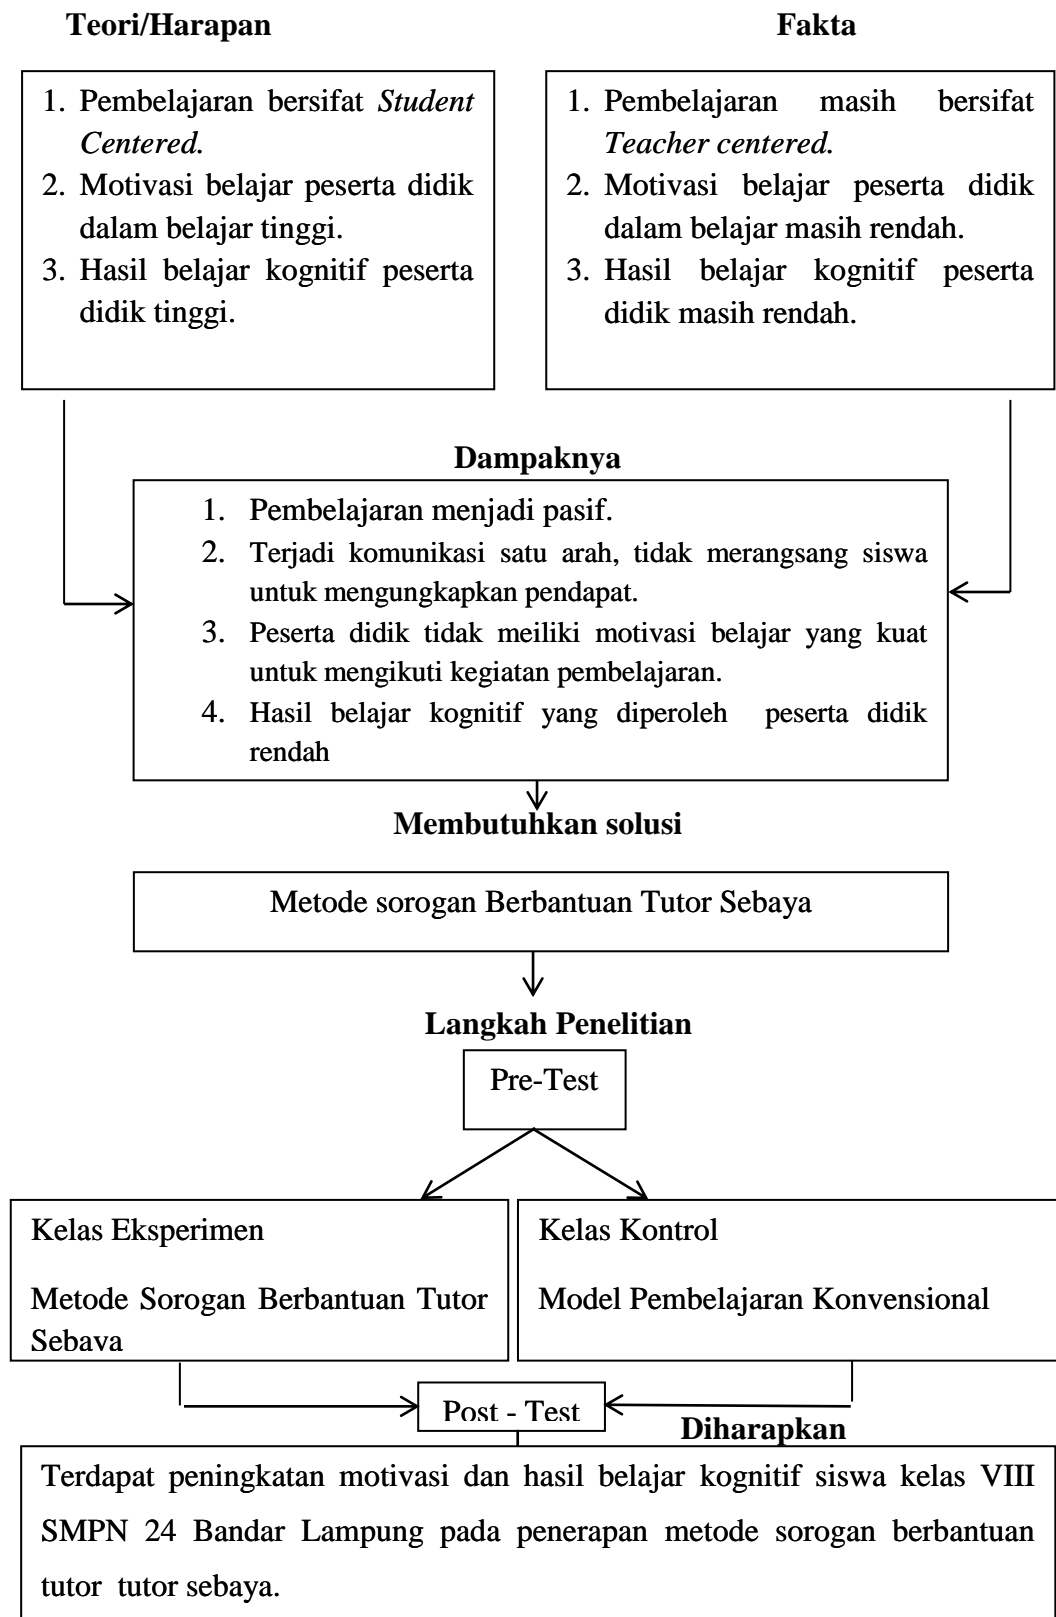 Teori/Harapan
Fakta
1. Pembelajaran bersifat Student
Centered.
2. Motivasi belajar peserta didik
dalam belajar tinggi.
3. Hasil belajar kognitif peserta
didik tinggi.
1. Pembelajaran masih bersifat
Teacher centered.
2. Motivasi belajar peserta didik
dalam belajar masih rendah.
3. Hasil belajar kognitif peserta
didik masih rendah.
Dampaknya
1. Pembelajaran menjadi pasif.
2. Terjadi komunikasi satu arah, tidak merangsang siswa
untuk mengungkapkan pendapat.
3. Peserta didik tidak meiliki motivasi belajar yang kuat
untuk mengikuti kegiatan pembelajaran.
4. Hasil belajar kognitif yang diperoleh peserta didik
rendah
Membutuhkan solusi
Metode sorogan Berbantuan Tutor Sebaya
Langkah Penelitian
Pre-Test
Kelas Eksperimen
Metode Sorogan Berbantuan Tutor
Sebaya
Kelas Kontrol
Model Pembelajaran Konvensional
Post - Test
Diharapkan
Terdapat peningkatan motivasi dan hasil belajar kognitif siswa kelas VIII
SMPN 24 Bandar Lampung pada penerapan metode sorogan berbantuan
tutor tutor sebaya.